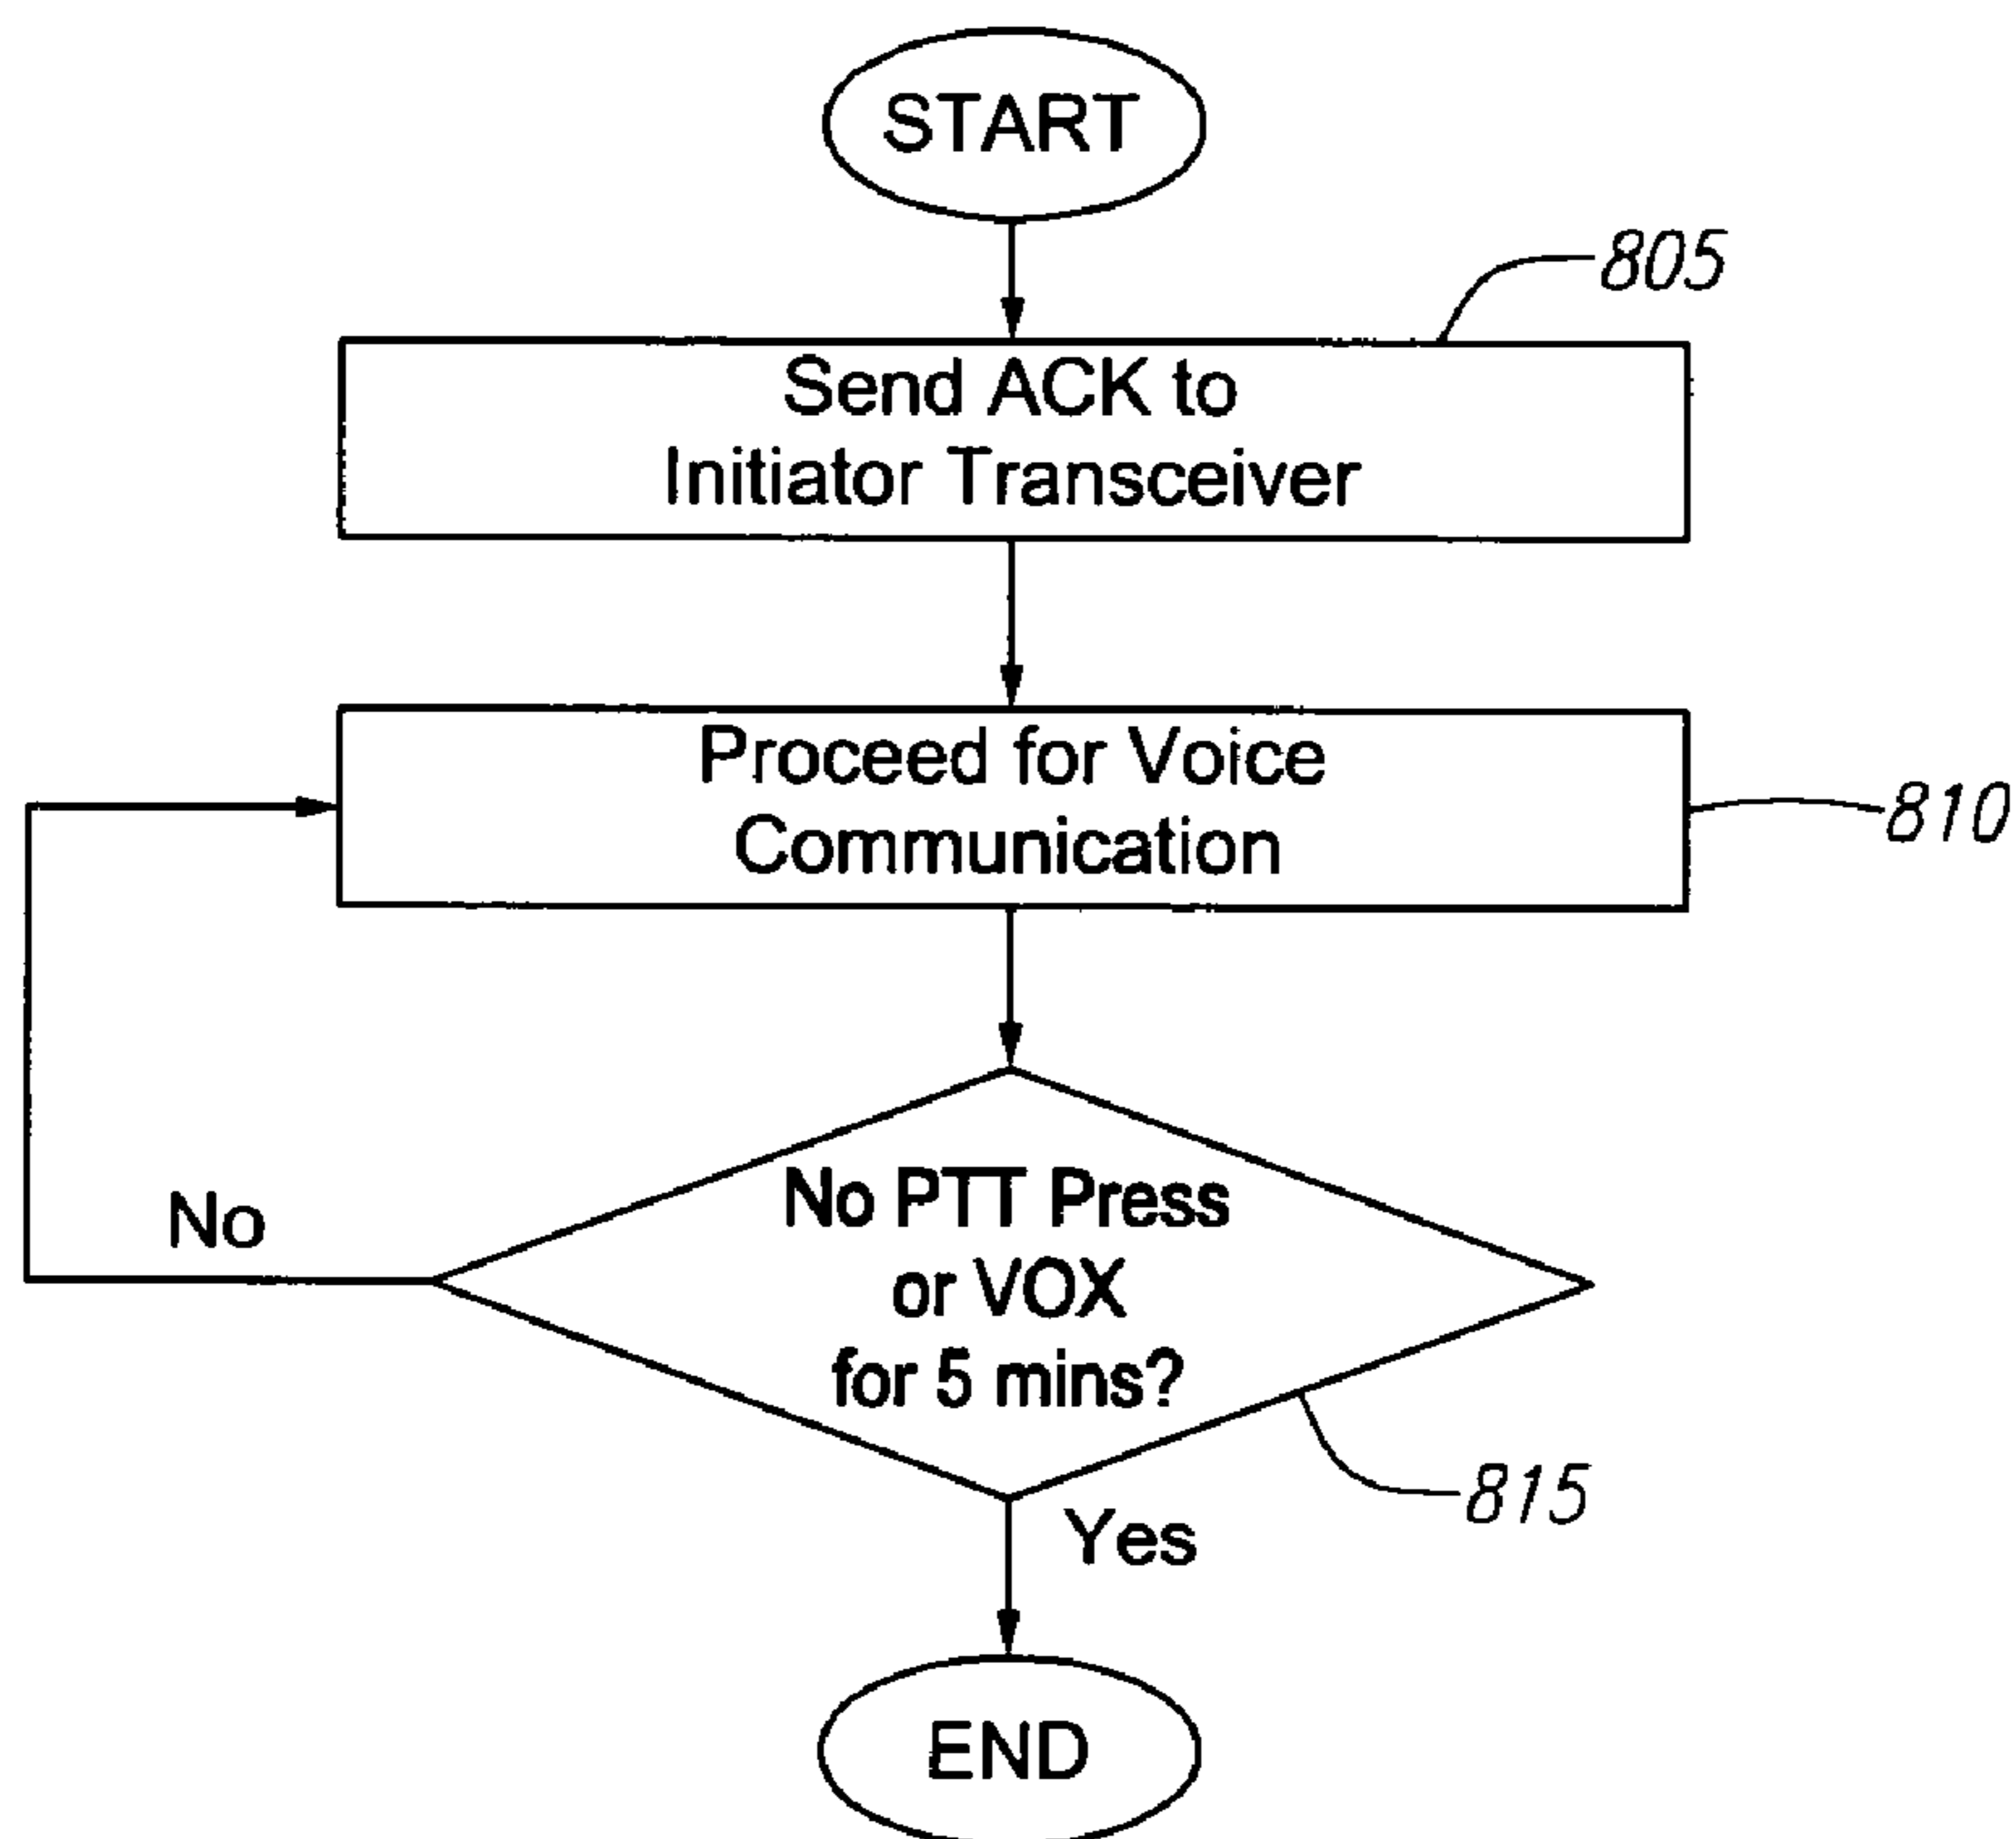 START
805
Send ACK to
Initiator Transceiver
Proceed for Voice
Communication
810
No PTT Press
or VOX
for 5 mins?
No
815
Yes
END